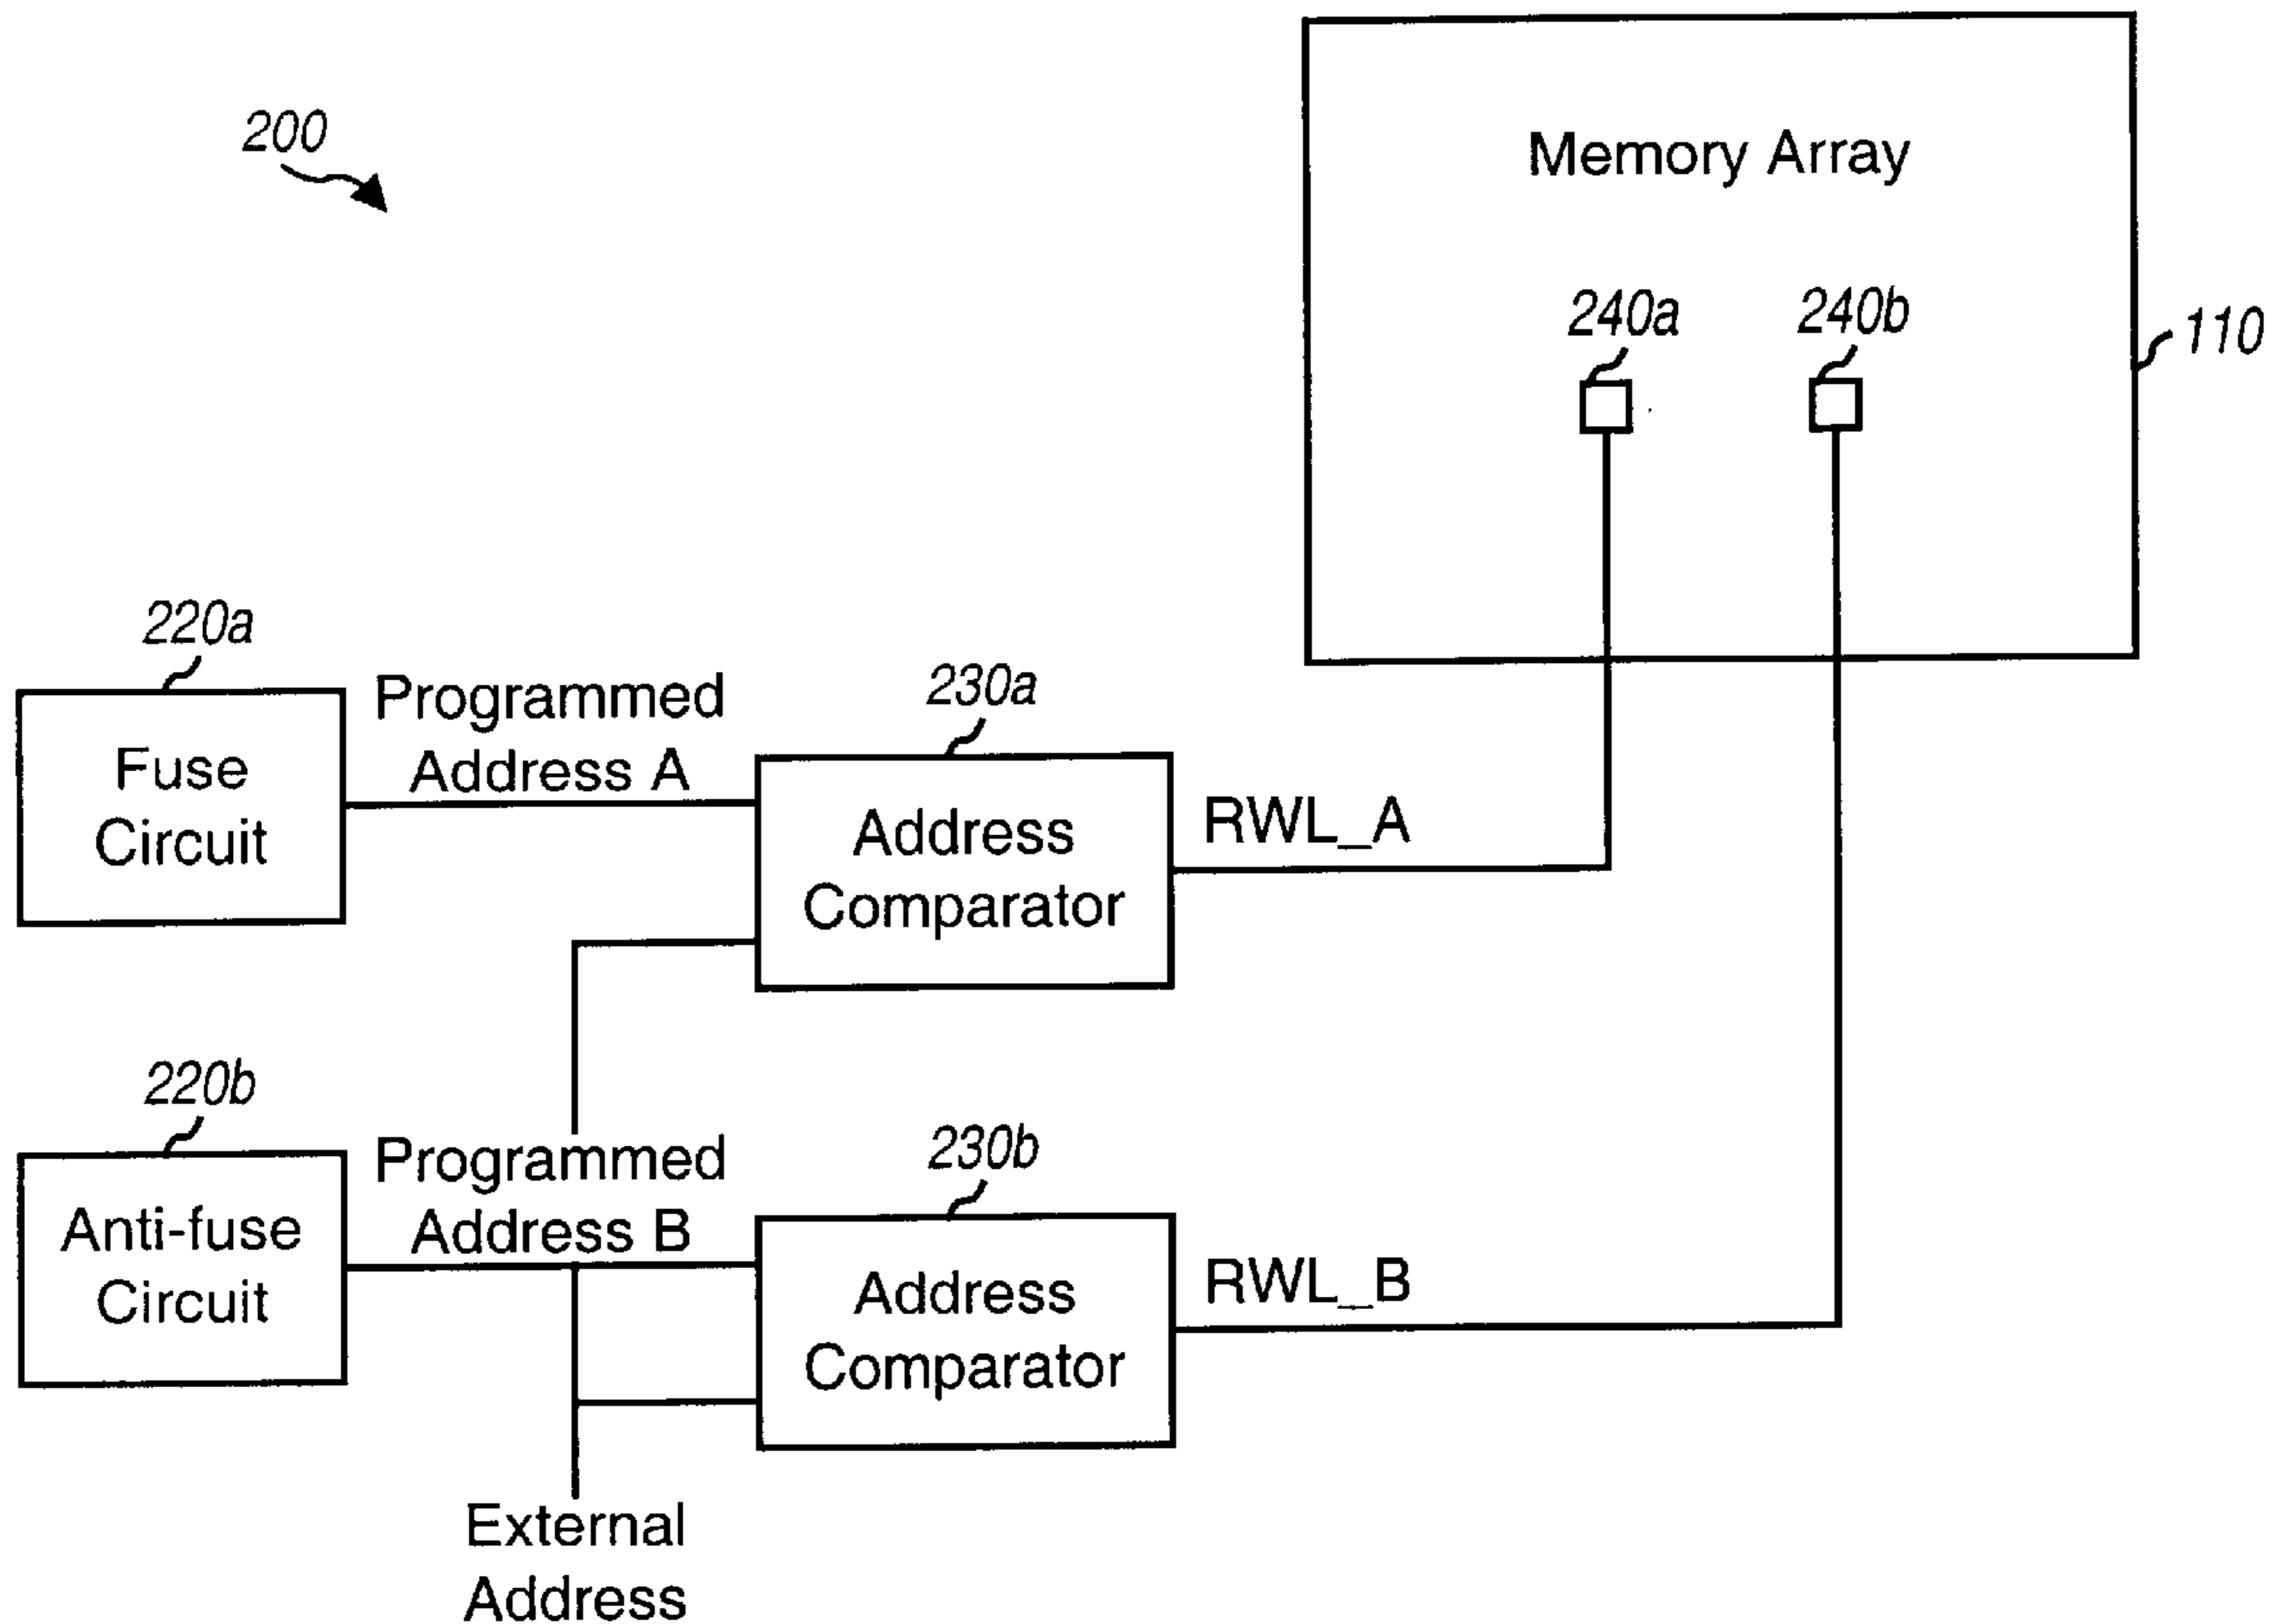 200
Memory Array
240a
240b
110
220a
Fuse
Circuit
Programmed
Address A
230a
Address
Comparator
RWL_A
220b
Anti-fuse
Circuit
Programmed
Address B
230b
Address
Comparator
RWL_B
External
Address